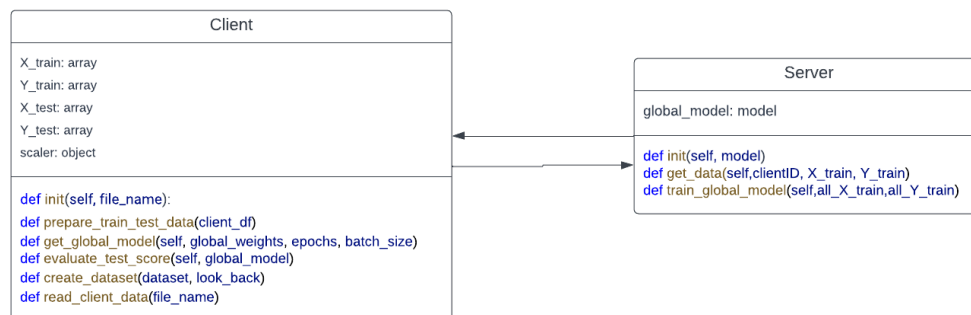 Client
X_train: array
Y_train: array
X_test: array
Y_test: array
scaler: object
def init(self, file_name):
def prepare_train_test_data(client_df)
def get_global_model(self, global_weights, epochs, batch_size)
def evaluate_test_score(self, global_model)
def create_dataset(dataset, look_back)
def read_client_data(file_name)
Server
global_model: model
def init(self, model)
def get_data(self,clientID, X_train, Y_train)
def train_global_model(self,all_X_train,all_Y_train)